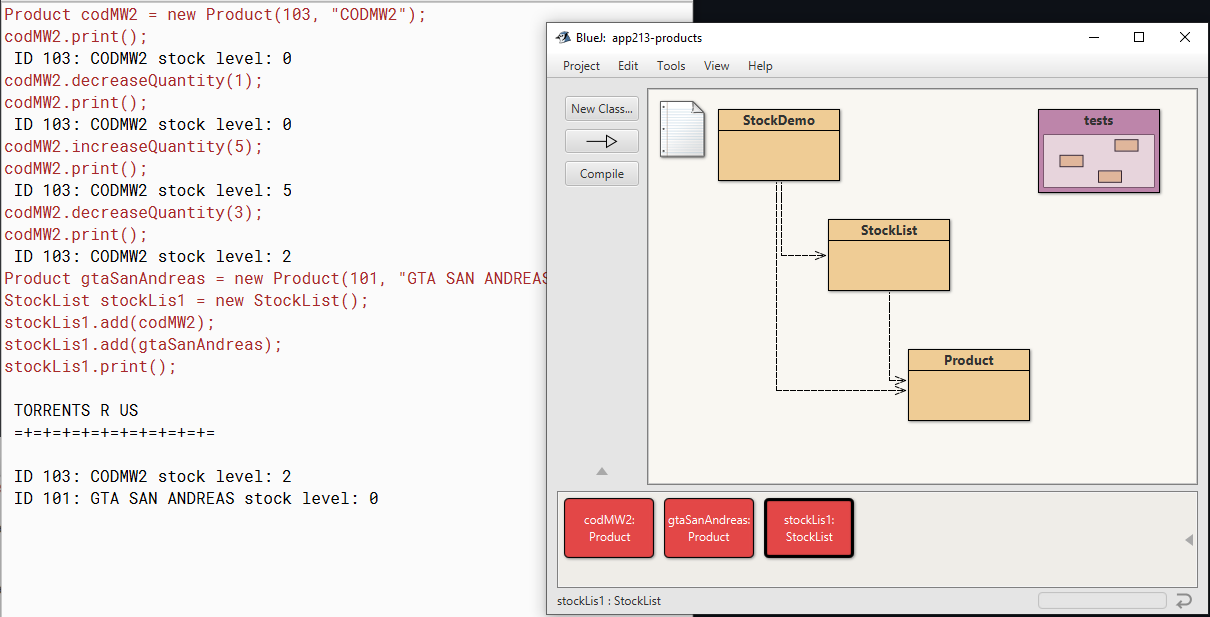 Product codMW2 = new Product(103, "CODMW2");
codMW2.print();
ID 103: CODMW2 stock level: 0
codMW2.decreaseQuantity(1);
codMW2.print();
ID 103: CODMW2 stock level: 0
codMW2.increaseQuantity(5);
codMW2.print();
ID 103: CODMW2 stock level: 5
codMW2.decreaseQuantity(3);
codMW2.print();
ID 103: CODMW2 stock level: 2
Product gtaSanAndreas = new Product(101, "GTA SAN ANDREAS
StockList stockLis1 = new StockList();
stockLis1.add(codMW2);
stockLis1.add(gtaSanAndreas);
stockLis1.print();
TORRENTS R US
=+=+=+=+=+=+=+=+=+=+=
ID 103: CODMW2 stock level: 2
ID 101: GTA SAN ANDREAS stock level: 0
BlueJ: app213-products
Project Edit Tools View Help
New Class...
Compile
StockDemo
tests
StockList
Product
codMW2:
Product
gtaSanAndreas:
Product
stockLis1:
StockList
stockLis1 : StockList